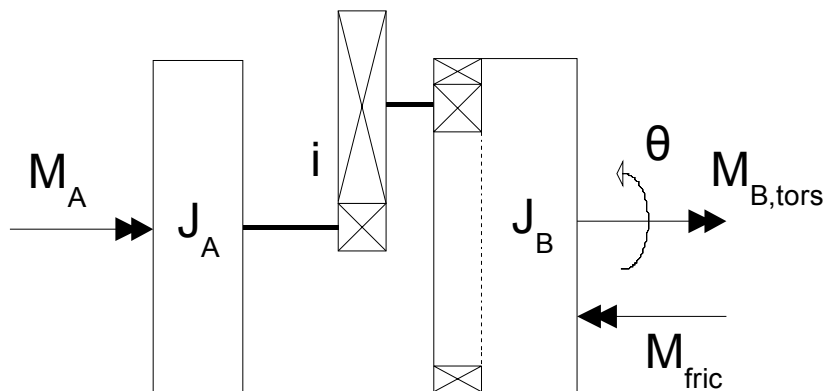 M_A
J_A
i
J_B
θ
M_B,tors
M_fric